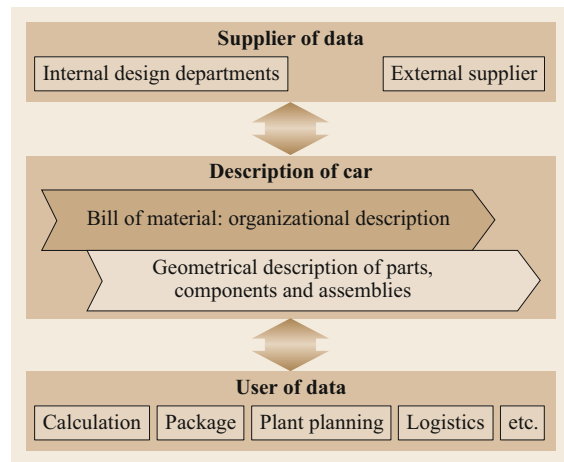 Supplier of data
Internal design departments
External supplier
Description of car
Bill of material: organizational description
Geometrical description of parts,
components and assemblies
User of data
Calculation
Package
Plant planning
Logistics
etc.